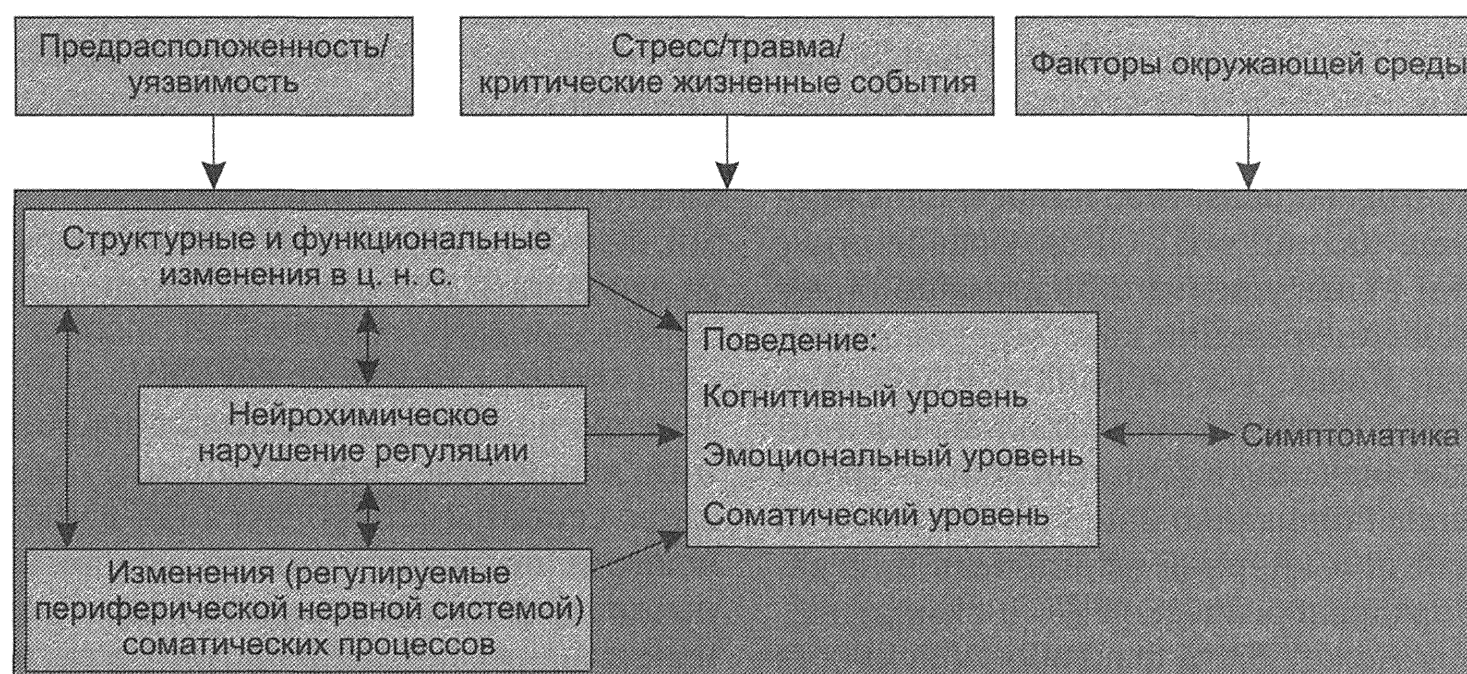 Предрасположенность/
уязвимость
Стресс/травма/
критические жизненные события
Факторы окружающей среды
Структурные и функциональные
изменения в ц. н. с.
Нейрохимическое
нарушение регуляции
Изменения (регулируемые
периферической нервной системой)
соматических процессов
Поведение:
Когнитивный уровень
Эмоциональный уровень
Соматический уровень
Симптоматика